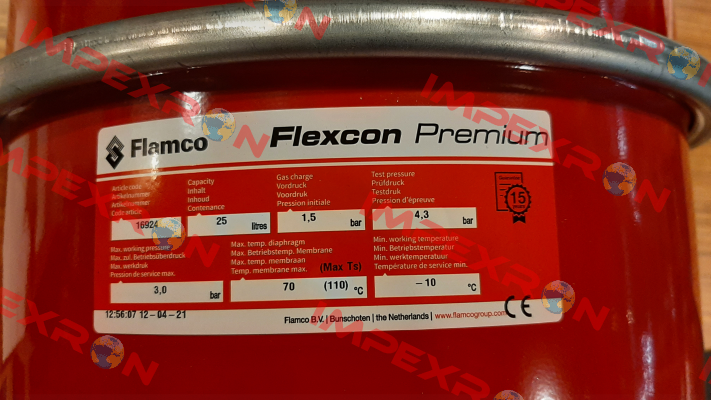 Flamco
Flexcon Premium
Article code
Artikelnummer
Artikelnummer
Code article
16924
Capacity
Inhalt
Inhoud
Contenance
25 litres
Gas charge
Vordruck
Voordruk
Pression initiale
1,5 bar
Test pressure
Prüfdruck
Testdruk
Pression d'épreuve
4,3 bar
15
Max. working pressure
Max. zul. Betriebsüberdruck
Max. werkdruk
Pression de service max.
3,0 bar
Max. temp. diaphragm
Max. Betriebstemp. Membrane
Max. temp. membraan
Temp. membrane max.
(Max Ts)
70 (110) °C
Min. working temperature
Min. Betriebstemperatur
Min. werktemperatuur
Température de service min.
-10 °C
12:56:07 12-04-21
Flamco B.V. | Bunschoten | the Netherlands | www.flamcogroup.com
CE
IMPEXRON
IMPEXRON
IMPEXRON
IMPEXRON
IMPEXRON